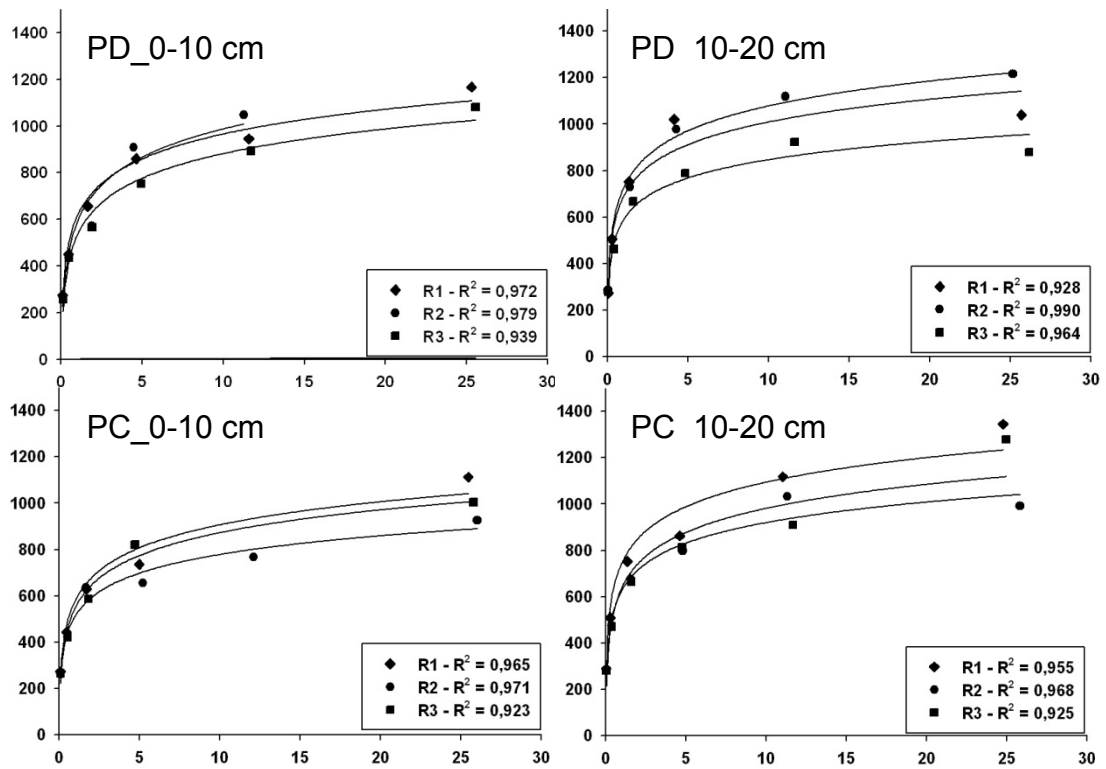 PD_0-10 cm
1400
1200
1000
800
600
400
200
0
R1 - R² = 0,972
R2 - R² = 0,979
R3 - R² = 0,939
0 5 10 15 20 25 30
PD 10-20 cm
1400
1200
1000
800
600
400
200
0
R1 - R² = 0,928
R2 - R² = 0,990
R3 - R² = 0,964
0 5 10 15 20 25 30
PC_0-10 cm
1400
1200
1000
800
600
400
200
0
R1 - R² = 0,965
R2 - R² = 0,971
R3 - R² = 0,923
0 5 10 15 20 25 30
PC 10-20 cm
1400
1200
1000
800
600
400
200
0
R1 - R² = 0,955
R2 - R² = 0,968
R3 - R² = 0,925
0 5 10 15 20 25 30